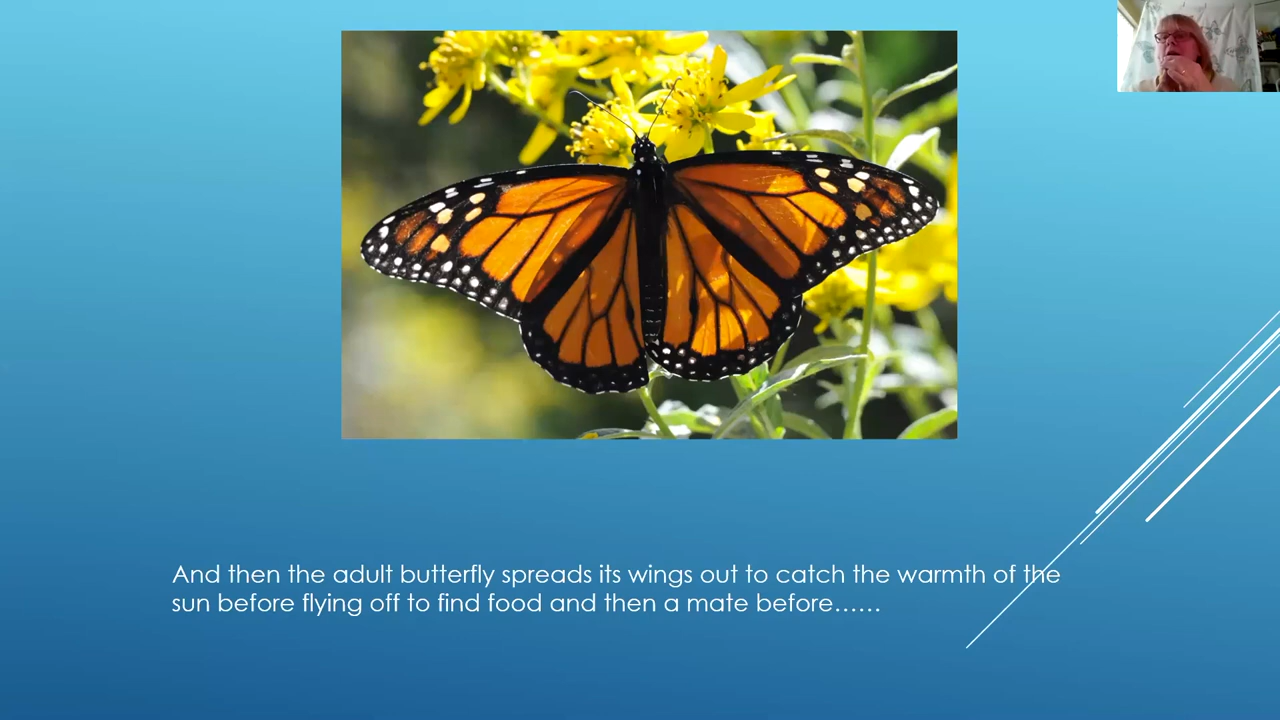 And then the adult butterfly spreads its wings out to catch the warmth of the
sun before flying off to find food and then a mate before......